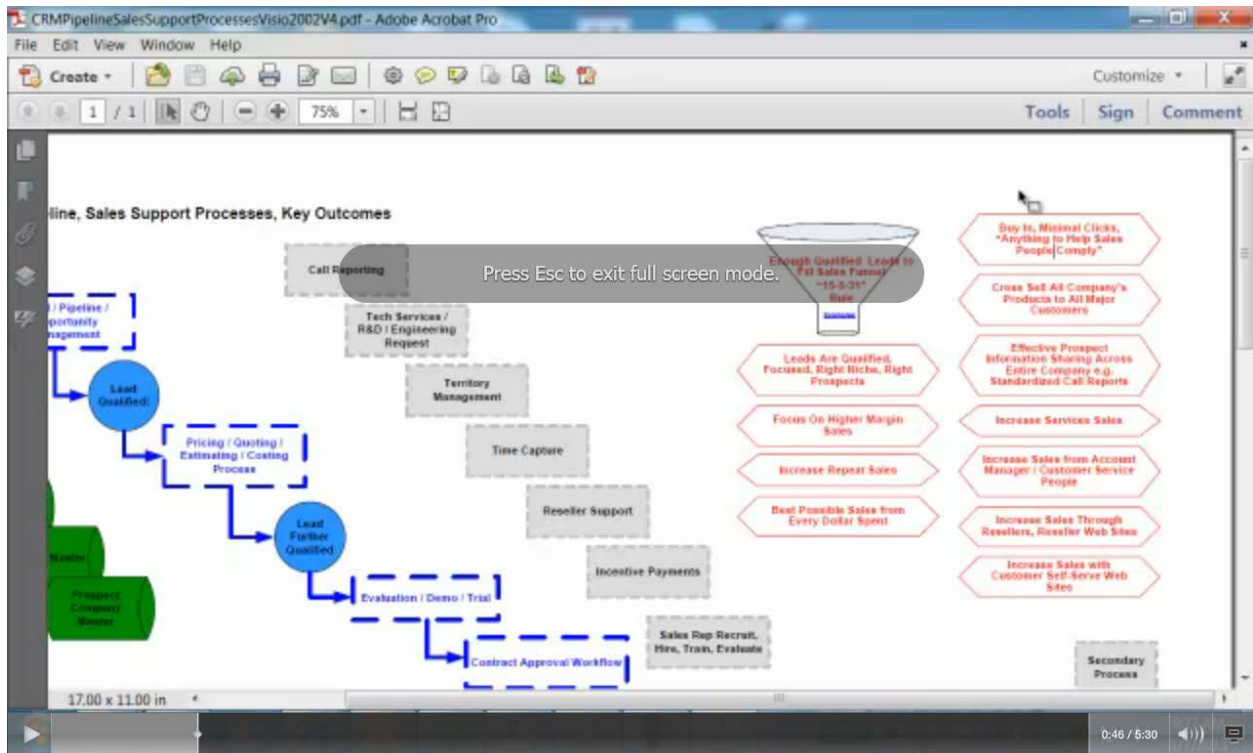 CRMPipelineSalesSupportProcessesVisio2002V4.pdf - Adobe Acrobat Pro
File Edit View Window Help
Create
Customize
1 / 1
75%
Tools Sign Comment
line, Sales Support Processes, Key Outcomes
Call Reporting
Press Esc to exit full screen mode.
Enough Qualified Leads to
Fill Sales Funnel
"15-5-31"
Rule
Buy In, Minimal Clicks,
"Anything to Help Sales
People Comply"
Cross Sell All Company's
Products to All Major
Customers
/ Pipeline /
portunity
nagement
Tech Services /
R&D / Engineering
Request
Leads Are Qualified,
Focused, Right Niche, Right
Prospects
Effective Prospect
Information Sharing Across
Entire Company e.g.
Standardized Call Reports
Lead
Qualified!
Territory
Management
Focus On Higher Margin
Sales
Increase Services Sales
Pricing / Quoting /
Estimating / Costing
Process
Time Capture
Increase Repeat Sales
Increase Sales from Account
Manager / Customer Service
People
Lead
Further
Qualified
Reseller Support
Best Possible Sales from
Every Dollar Spent
Increase Sales Through
Resellers, Reseller Web Sites
Master
Incentive Payments
Increase Sales with
Customer Self-Serve Web
Sites
Prospect
Company
Master
Evaluation / Demo / Trial
Sales Rep Recruit,
Hire, Train, Evaluate
Contract Approval Workflow
Secondary
Process
17.00 x 11.00 in
0:46 / 5:30